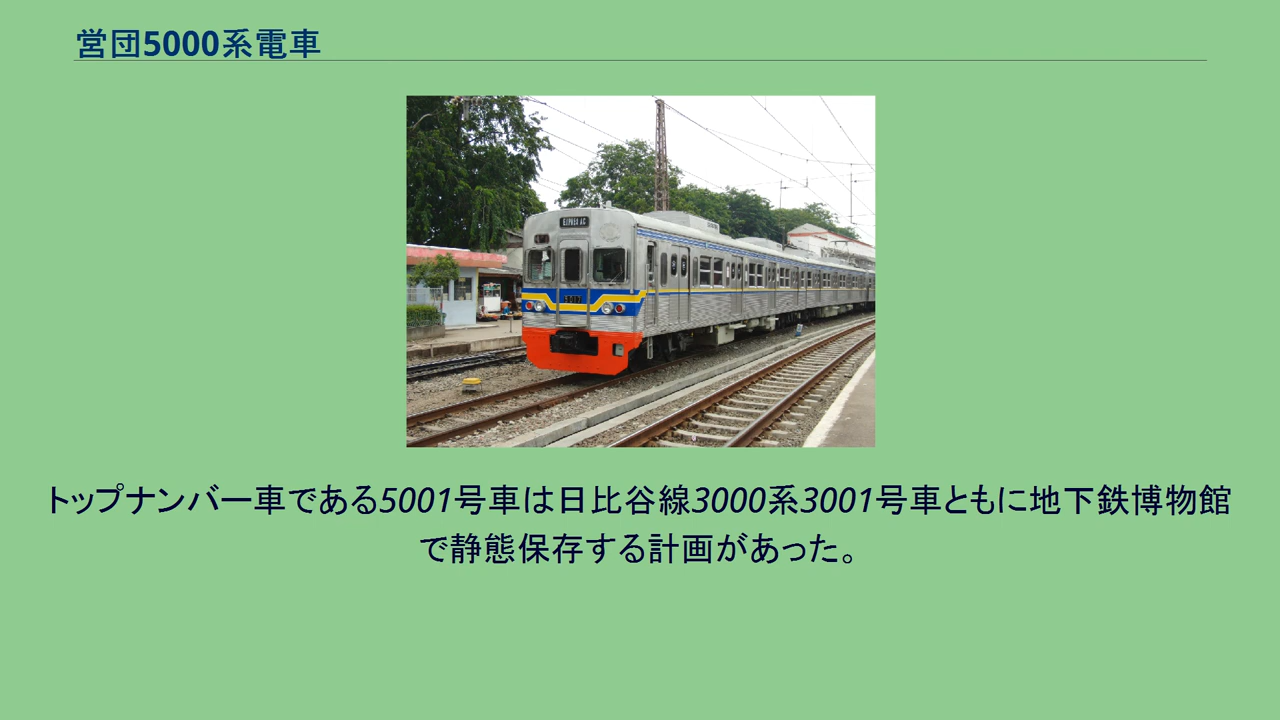 営団5000系電車
EXPRES AC
5017
トップナンバー車である5001号車は日比谷線3000系3001号車ともに地下鉄博物館
で静態保存する計画があった。